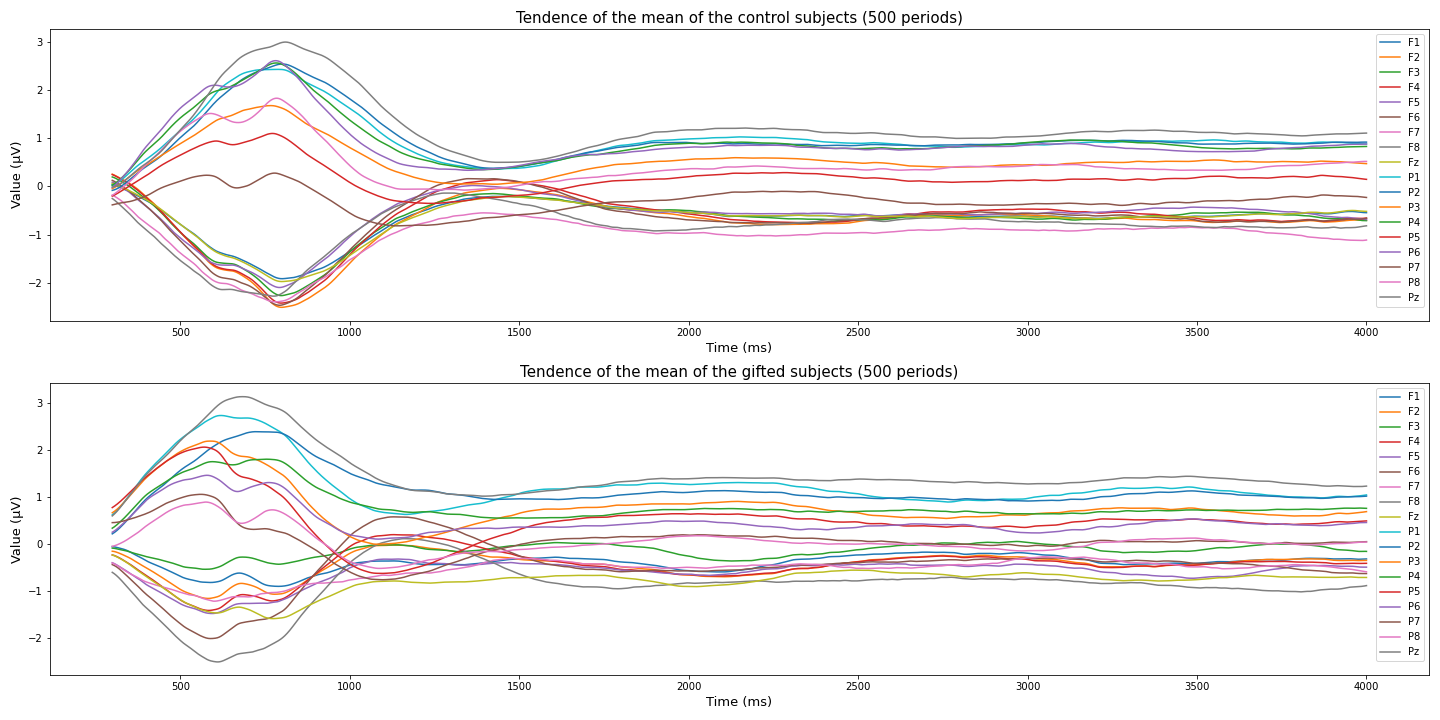 Tendence of the mean of the control subjects (500 periods)
Value (µV)
3
2
1
0
−1
−2
500
1000
1500
2000
2500
3000
3500
4000
Time (ms)
F1
F2
F3
F4
F5
F6
F7
F8
Fz
P1
P2
P3
P4
P5
P6
P7
P8
Pz
Tendence of the mean of the gifted subjects (500 periods)
Value (µV)
3
2
1
0
−1
−2
500
1000
1500
2000
2500
3000
3500
4000
Time (ms)
F1
F2
F3
F4
F5
F6
F7
F8
Fz
P1
P2
P3
P4
P5
P6
P7
P8
Pz